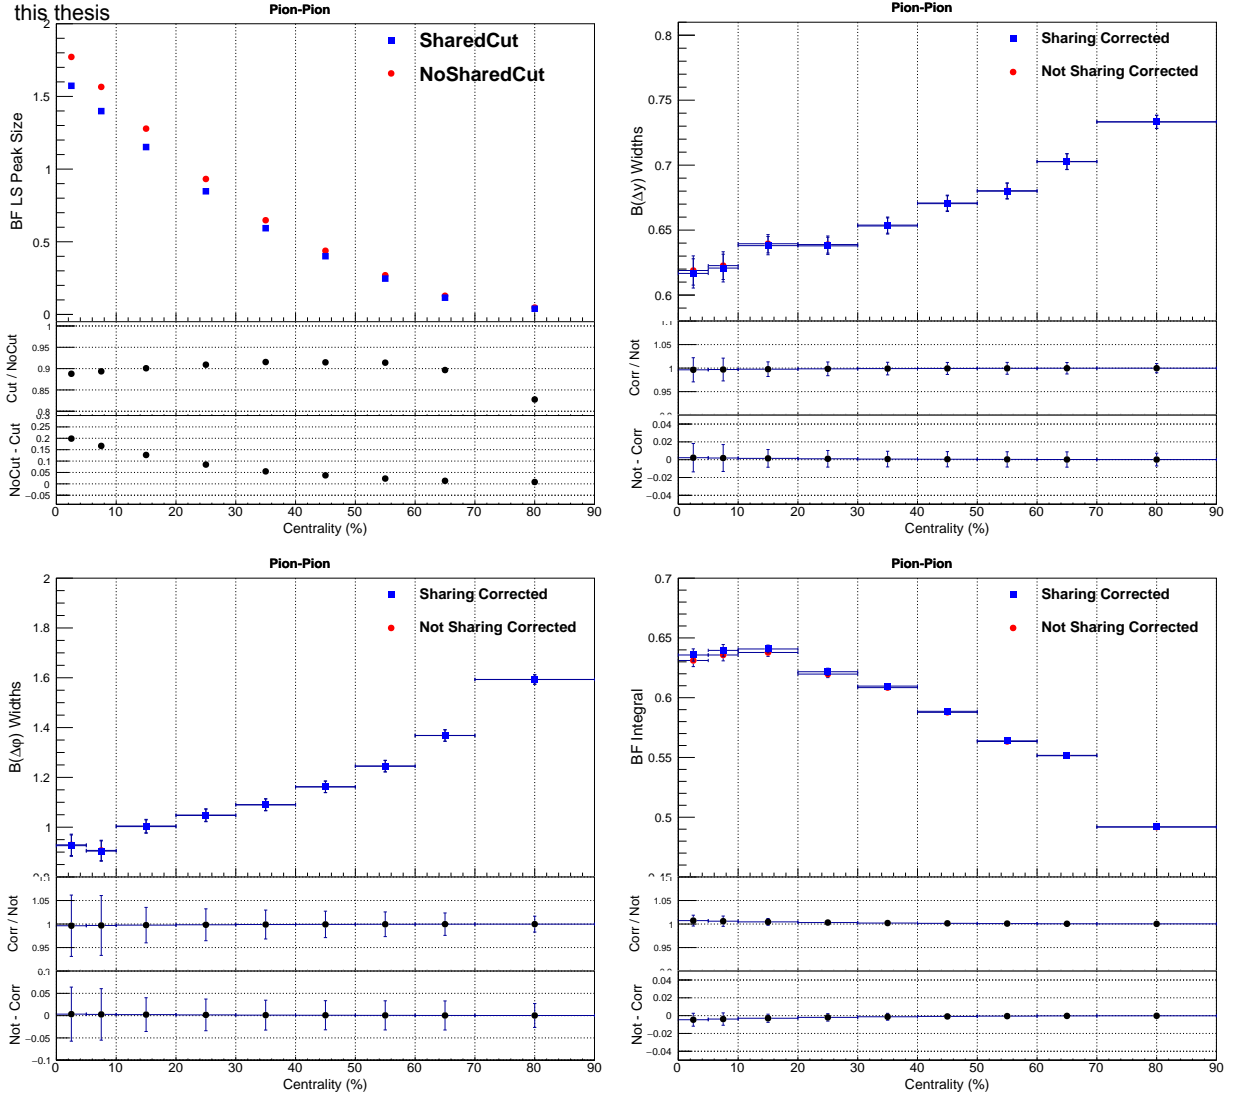 this thesis
Pion-Pion
2
1.5
1
0.5
0
BF LS Peak Size
SharedCut
NoSharedCut
1
0.95
0.9
0.85
0.8
Cut / NoCut
0.3
0.2
0.15
0.1
0.05
0
−0.05
NoCut - Cut
0 10 20 30 40 50 60 70 80 90
Centrality (%)
Pion-Pion
0.8
0.75
0.7
0.65
0.6
B(Δy) Widths
Sharing Corrected
Not Sharing Corrected
1.1
1.05
1
0.95
Corr / Not
0.04
0.02
0
−0.02
−0.04
Not - Corr
0 10 20 30 40 50 60 70 80 90
Centrality (%)
Pion-Pion
2
1.8
1.6
1.4
1.2
1
B(Δφ) Widths
Sharing Corrected
Not Sharing Corrected
1.05
1
0.95
Corr / Not
0.1
0.05
0
−0.05
−0.1
Not - Corr
0 10 20 30 40 50 60 70 80 90
Centrality (%)
Pion-Pion
0.7
0.65
0.6
0.55
0.5
BF Integral
Sharing Corrected
Not Sharing Corrected
1.05
1
0.95
Corr / Not
0.04
0.02
0
−0.02
−0.04
Not - Corr
0 10 20 30 40 50 60 70 80 90
Centrality (%)